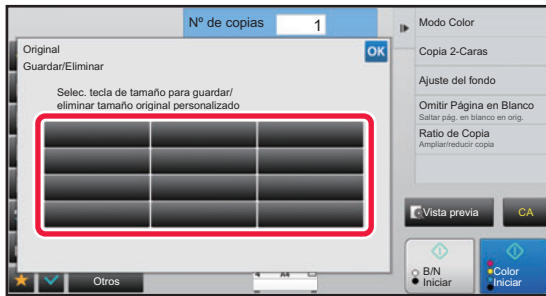 Nº de copias 1
Original
Guardar/Eliminar
OK
Selec. tecla de tamaño para guardar/
eliminar tamaño original personalizado
Modo Color
Copia 2-Caras
Ajuste del fondo
Omitir Página en Blanco
Saltar pág. en blanco en orig.
Ratio de Copia
Ampliar/reducir copia
Vista previa
CA
B/N
Iniciar
Color
Iniciar
Otros
A4